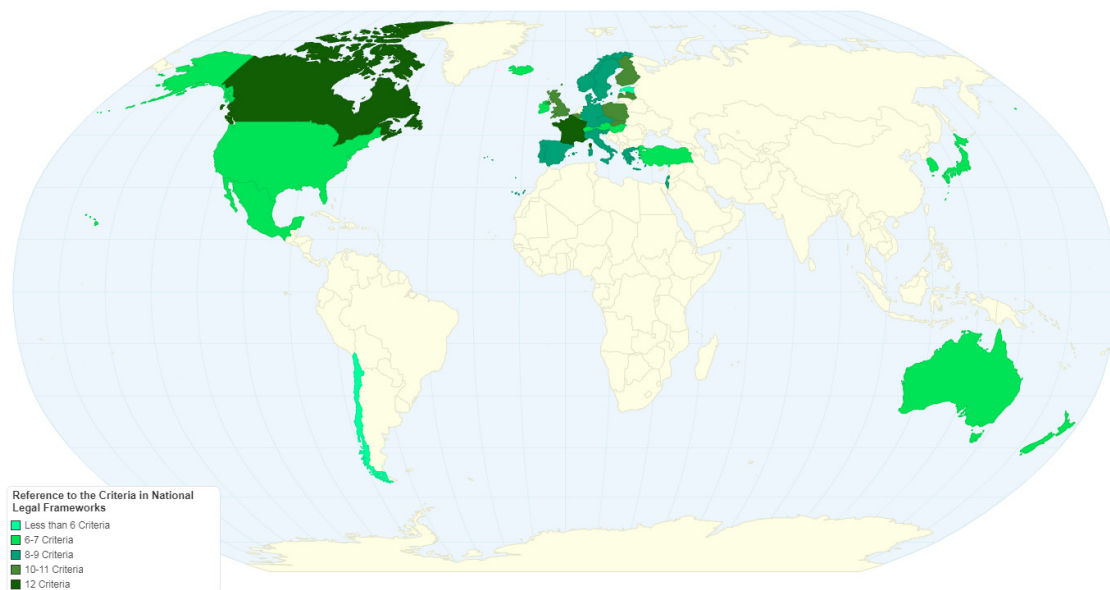 Reference to the Criteria in National
Legal Frameworks
Less than 6 Criteria
6-7 Criteria
8-9 Criteria
10-11 Criteria
12 Criteria